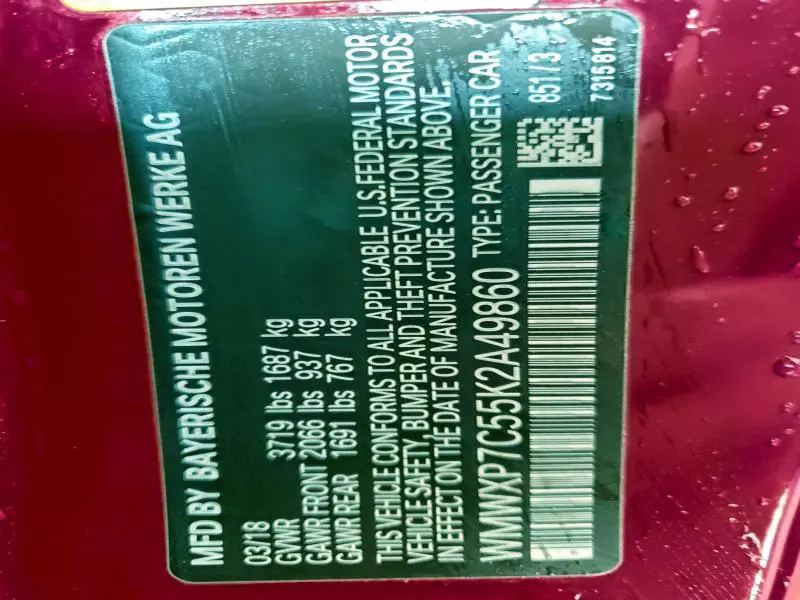 MFD BY BAYERISCHE MOTOREN WERKE AG
03/18
GVWR 3719 lbs 1687 kg
GAWR FRONT 2066 lbs 937 kg
GAWR REAR 1691 lbs 767 kg
THIS VEHICLE CONFORMS TO ALL APPLICABLE U.S. FEDERAL MOTOR
VEHICLE SAFETY, BUMPER AND THEFT PREVENTION STANDARDS
IN EFFECT ON THE DATE OF MANUFACTURE SHOWN ABOVE.
WMWXP7C55K2A49860 TYPE: PASSENGER CAR
851/3
7315814